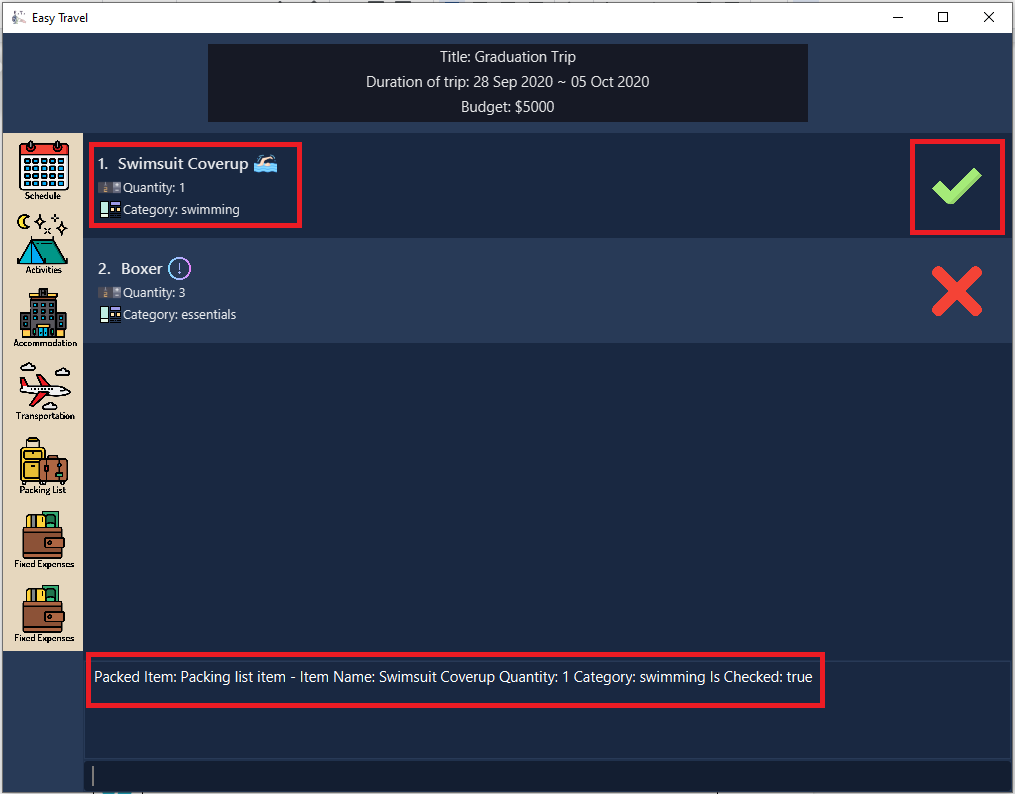 Easy Travel
Title: Graduation Trip
Duration of trip: 28 Sep 2020 ~ 05 Oct 2020
Budget: $5000
Schedule
Activities
Accommodation
Transportation
Packing List
Fixed Expenses
Fixed Expenses
1. Swimsuit Coverup
Quantity: 1
Category: swimming
2. Boxer
Quantity: 3
Category: essentials
Packed Item: Packing list item - Item Name: Swimsuit Coverup Quantity: 1 Category: swimming Is Checked: true